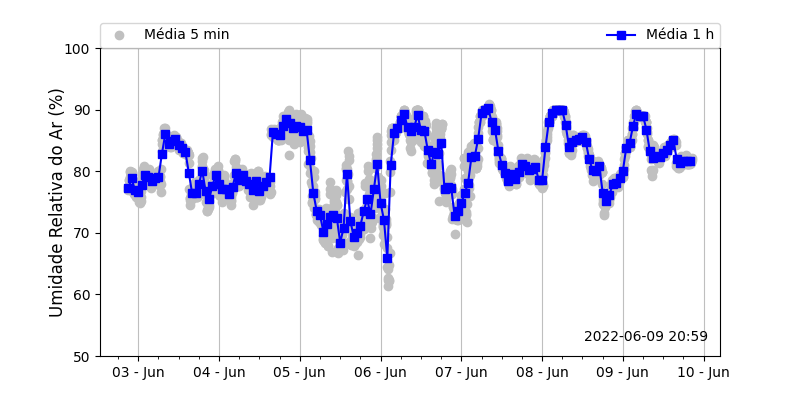 Média 5 min
Média 1 h
Umidade Relativa do Ar (%)
100
90
80
70
60
50
2022-06-09 20:59
03 - Jun
04 - Jun
05 - Jun
06 - Jun
07 - Jun
08 - Jun
09 - Jun
10 - Jun